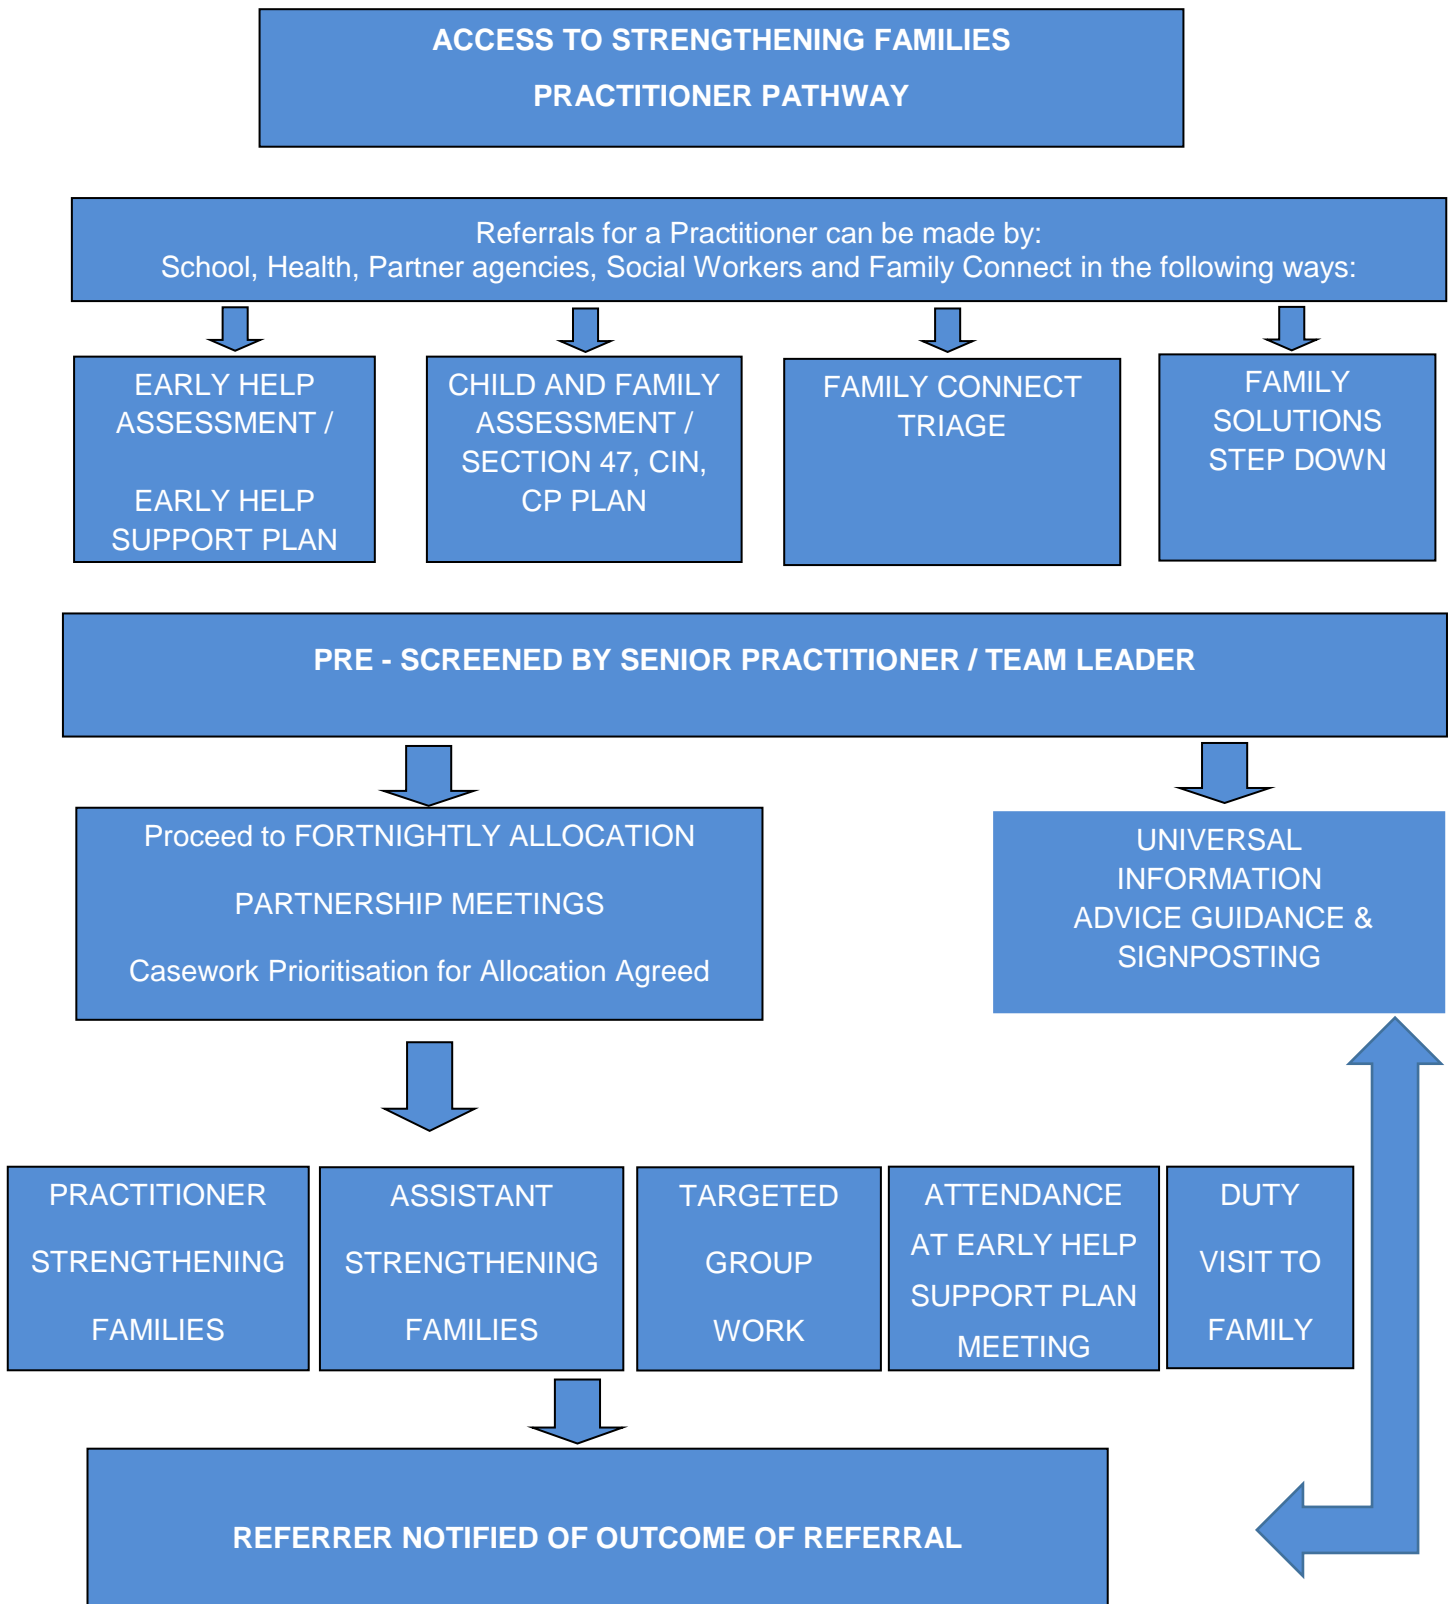 ACCESS TO STRENGTHENING FAMILIES
PRACTITIONER PATHWAY
Referrals for a Practitioner can be made by:
School, Health, Partner agencies, Social Workers and Family Connect in the following ways:
EARLY HELP
ASSESSMENT /
EARLY HELP
SUPPORT PLAN
CHILD AND FAMILY
ASSESSMENT /
SECTION 47, CIN,
CP PLAN
FAMILY CONNECT
TRIAGE
FAMILY
SOLUTIONS
STEP DOWN
PRE - SCREENED BY SENIOR PRACTITIONER / TEAM LEADER
Proceed to FORTNIGHTLY ALLOCATION
PARTNERSHIP MEETINGS
Casework Prioritisation for Allocation Agreed
UNIVERSAL
INFORMATION
ADVICE GUIDANCE &
SIGNPOSTING
PRACTITIONER
STRENGTHENING
FAMILIES
ASSISTANT
STRENGTHENING
FAMILIES
TARGETED
GROUP
WORK
ATTENDANCE
AT EARLY HELP
SUPPORT PLAN
MEETING
DUTY
VISIT TO
FAMILY
REFERRER NOTIFIED OF OUTCOME OF REFERRAL